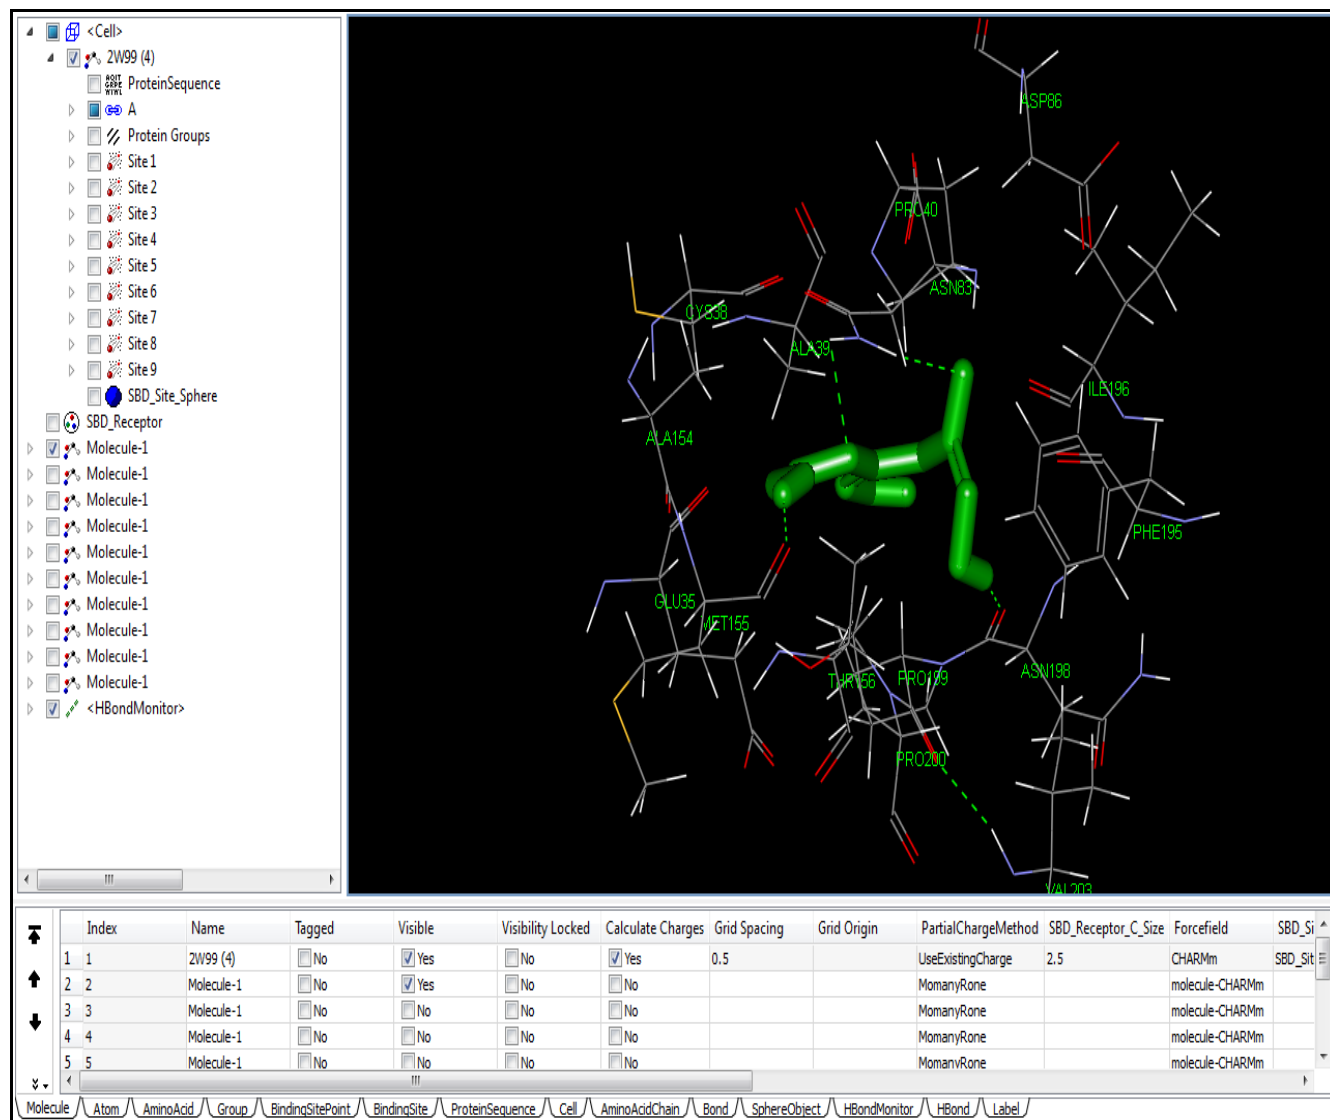 <Cell>
2W99 (4)
ProteinSequence
A
Protein Groups
Site 1
Site 2
Site 3
Site 4
Site 5
Site 6
Site 7
Site 8
Site 9
SBD_Site_Sphere
SBD_Receptor
Molecule-1
Molecule-1
Molecule-1
Molecule-1
Molecule-1
Molecule-1
Molecule-1
Molecule-1
Molecule-1
Molecule-1
<HBondMonitor>
ASP86
PRO40
ASN83
CYS38
ALA39
ILE196
ALA154
PHE195
GLU35
MET155
THR156
PRO199
ASN198
PRO200
VAL203
Index Name Tagged Visible Visibility Locked Calculate Charges Grid Spacing Grid Origin PartialChargeMethod SBD_Receptor_C_Size Forcefield SBD_Si
1 1 2W99 (4) No Yes No Yes 0.5 UseExistingCharge 2.5 CHARMm SBD_Sit
2 2 Molecule-1 No Yes No No MomanyRone molecule-CHARMm
3 3 Molecule-1 No No No No MomanyRone molecule-CHARMm
4 4 Molecule-1 No No No No MomanyRone molecule-CHARMm
5 5 Molecule-1 No No No No MomanyRone molecule-CHARMm
Molecule Atom AminoAcid Group BindingSitePoint BindingSite ProteinSequence Cell AminoAcidChain Bond SphereObject HBondMonitor HBond Label